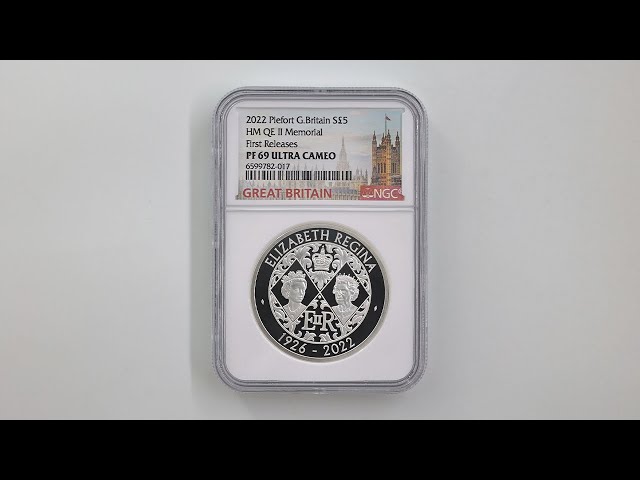 2022 Piefort G.Britain S£5
HM QE II Memorial
First Releases
PF 69 ULTRA CAMEO
6599782-017
GREAT BRITAIN
NGC
ELIZABETH REGINA
EIIR
1926 - 2022